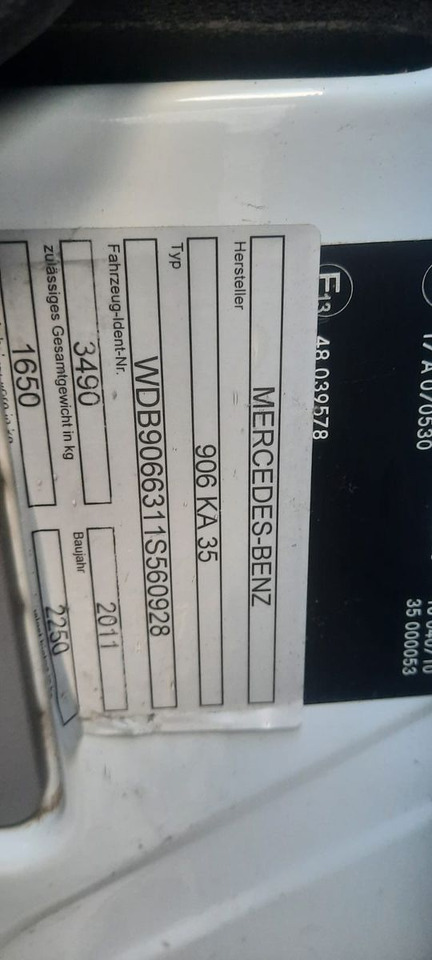 17 A 070530
E13 48 039578
35 000053
Hersteller
MERCEDES-BENZ
Typ
906 KA 35
Fahrzeug-Ident-Nr.
WDB9066311S560928
zulässiges Gesamtgewicht in kg
Baujahr
3490
2011
1650
2250